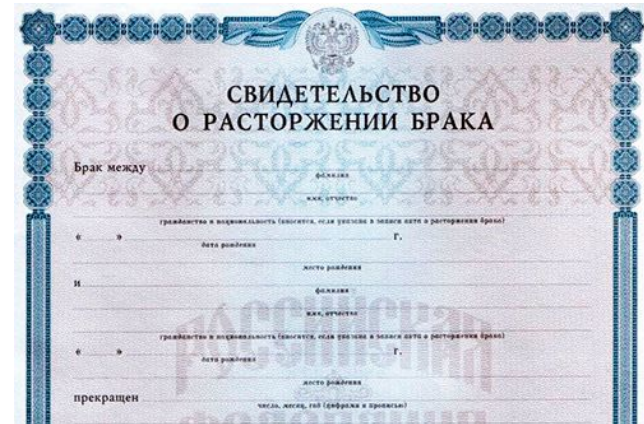 СВИДЕТЕЛЬСТВО
О РАСТОРЖЕНИИ БРАКА
Брак между
фамилия
имя, отчество
гражданство и национальность (вносится, если указана в записи акта о расторжении брака)
« » г.
дата рождения
место рождения
и
фамилия
имя, отчество
гражданство и национальность (вносится, если указана в записи акта о расторжении брака)
« » г.
дата рождения
место рождения
РОССИЙСКАЯ
прекращен
число, месяц, год (цифрами и прописью)
ФЕДЕРАЦИЯ